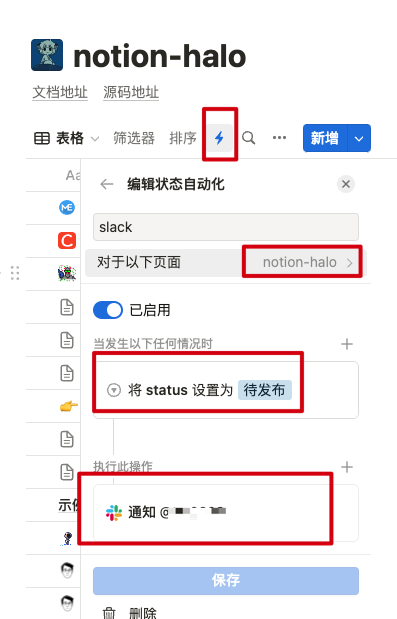 notion-halo
文档地址 源码地址
表格 筛选器 排序 新增
Aa
编辑状态自动化
ME
slack
C
对于以下页面 notion-halo
已启用
当发生以下任何情况时
将 status 设置为 待发布
执行此操作
示例
通知 @
保存
删除